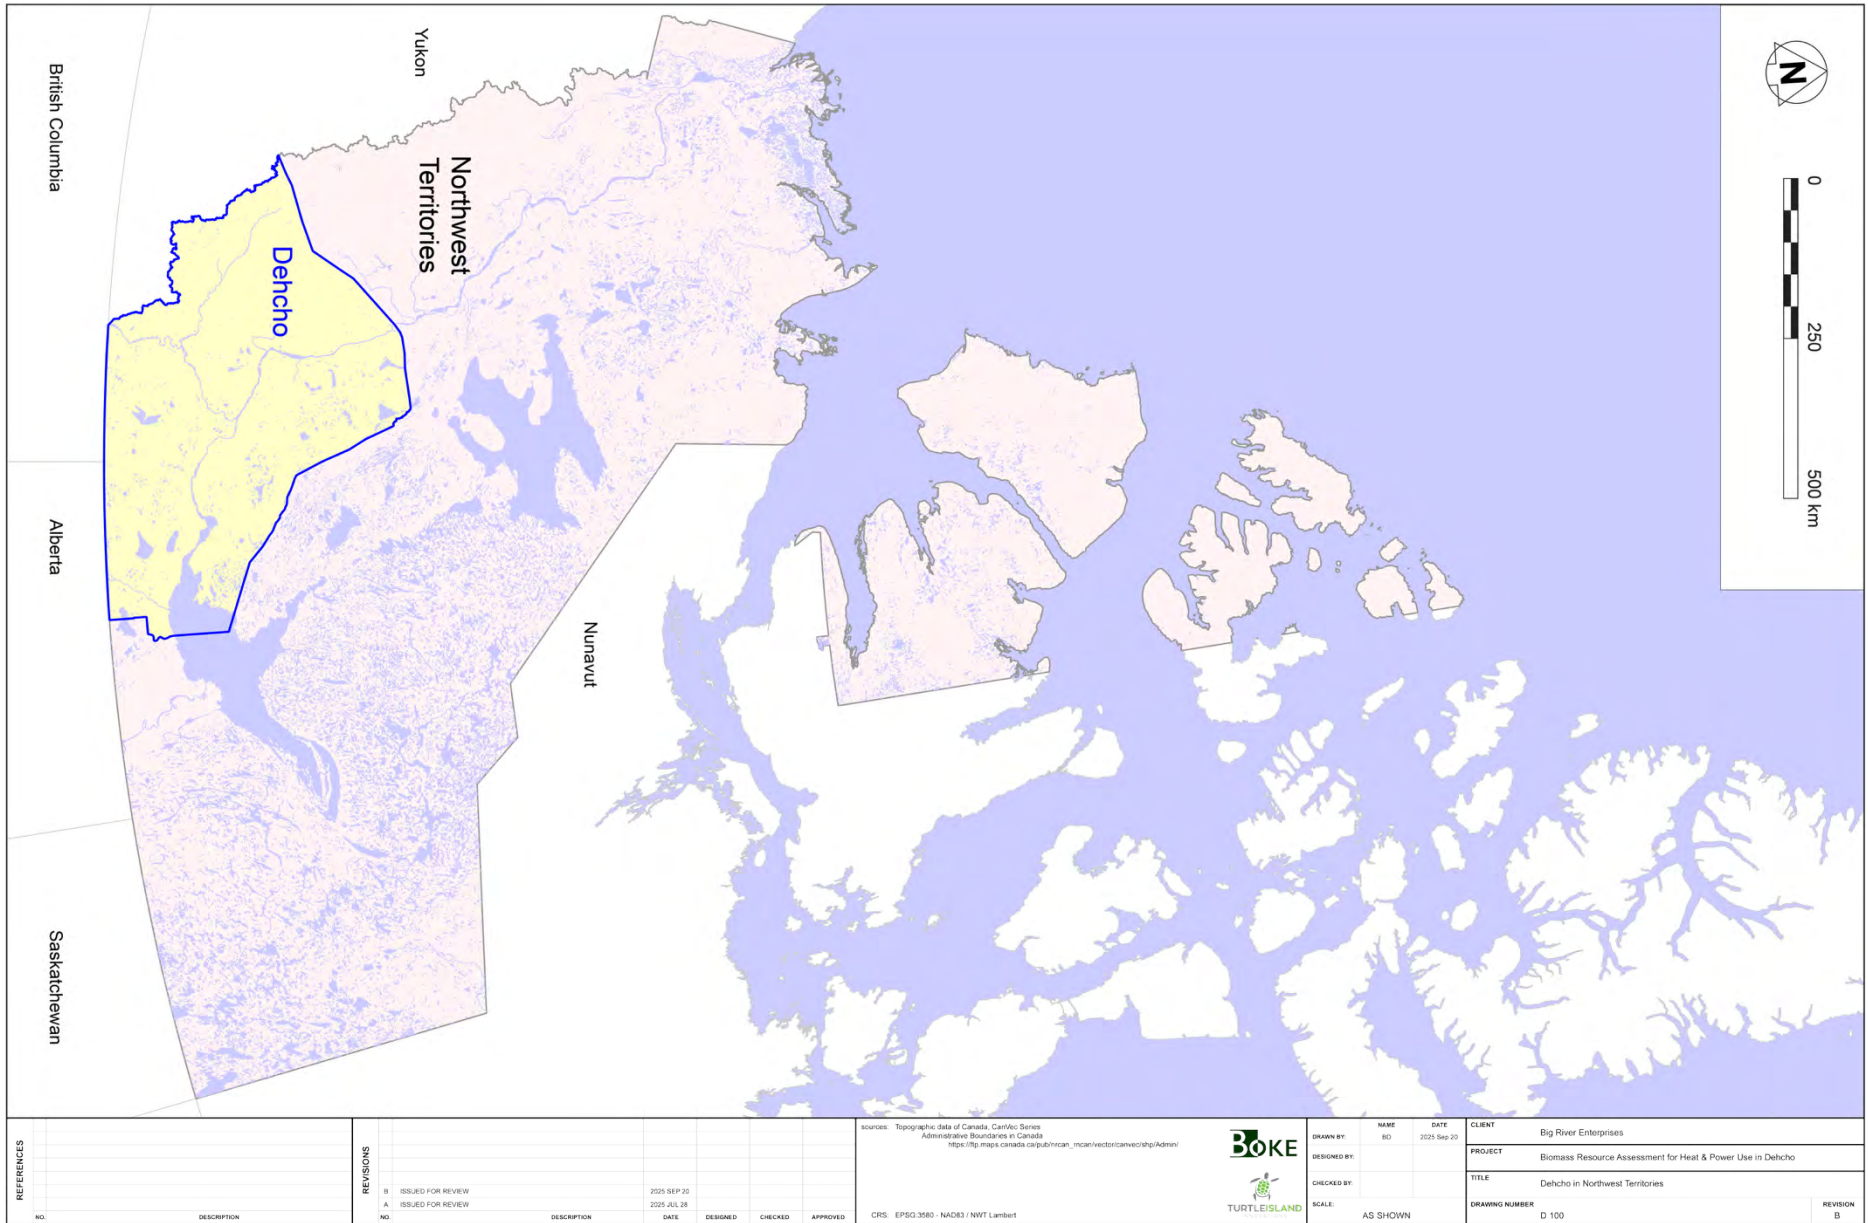 Yukon
British Columbia
Northwest
Territories
Dehcho
Alberta
Nunavut
Saskatchewan
N
0
250
500 km
REFERENCES
NO.
DESCRIPTION
REVISIONS
B ISSUED FOR REVIEW 2025 SEP 20
A ISSUED FOR REVIEW 2025 JUL 28
NO. DESCRIPTION DATE DESIGNED CHECKED APPROVED
sources: Topographic data of Canada, CanVec Series
Administrative Boundaries in Canada
https://ftp.maps.canada.ca/pub/nrcan_rncan/vector/canvec/shp/Admin/
CRS: EPSG:3580 - NAD83 / NWT Lambert
BOKE
TURTLEISLAND
NAME DATE
DRAWN BY: BD 2025 Sep 20
DESIGNED BY:
CHECKED BY:
SCALE: AS SHOWN
CLIENT
Big River Enterprises
PROJECT
Biomass Resource Assessment for Heat & Power Use in Dehcho
TITLE
Dehcho in Northwest Territories
DRAWING NUMBER
D 100
REVISION
B